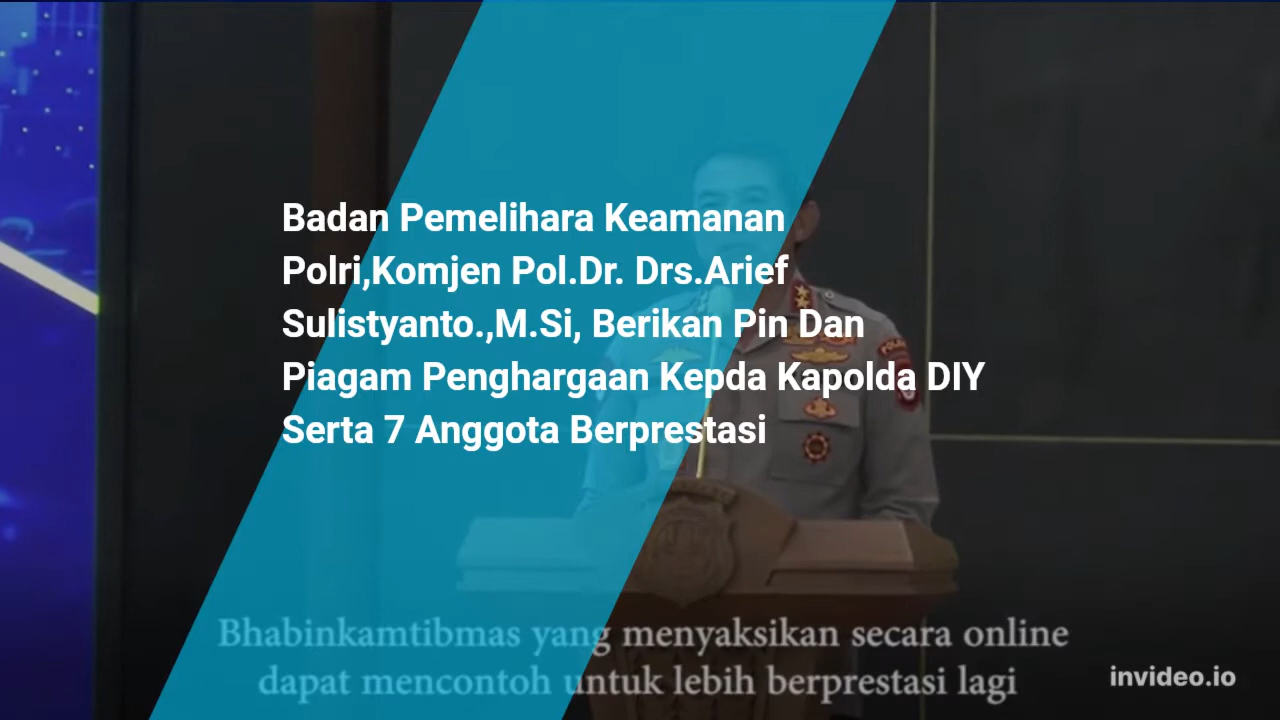 Badan Pemelihara Keamanan
Polri,Komjen Pol.Dr. Drs.Arief
Sulistyanto.,M.Si, Berikan Pin Dan
Piagam Penghargaan Kepda Kapolda DIY
Serta 7 Anggota Berprestasi
Bhabinkamtibmas yang menyaksikan secara online
dapat mencontoh untuk lebih berprestasi lagi
invideo.io